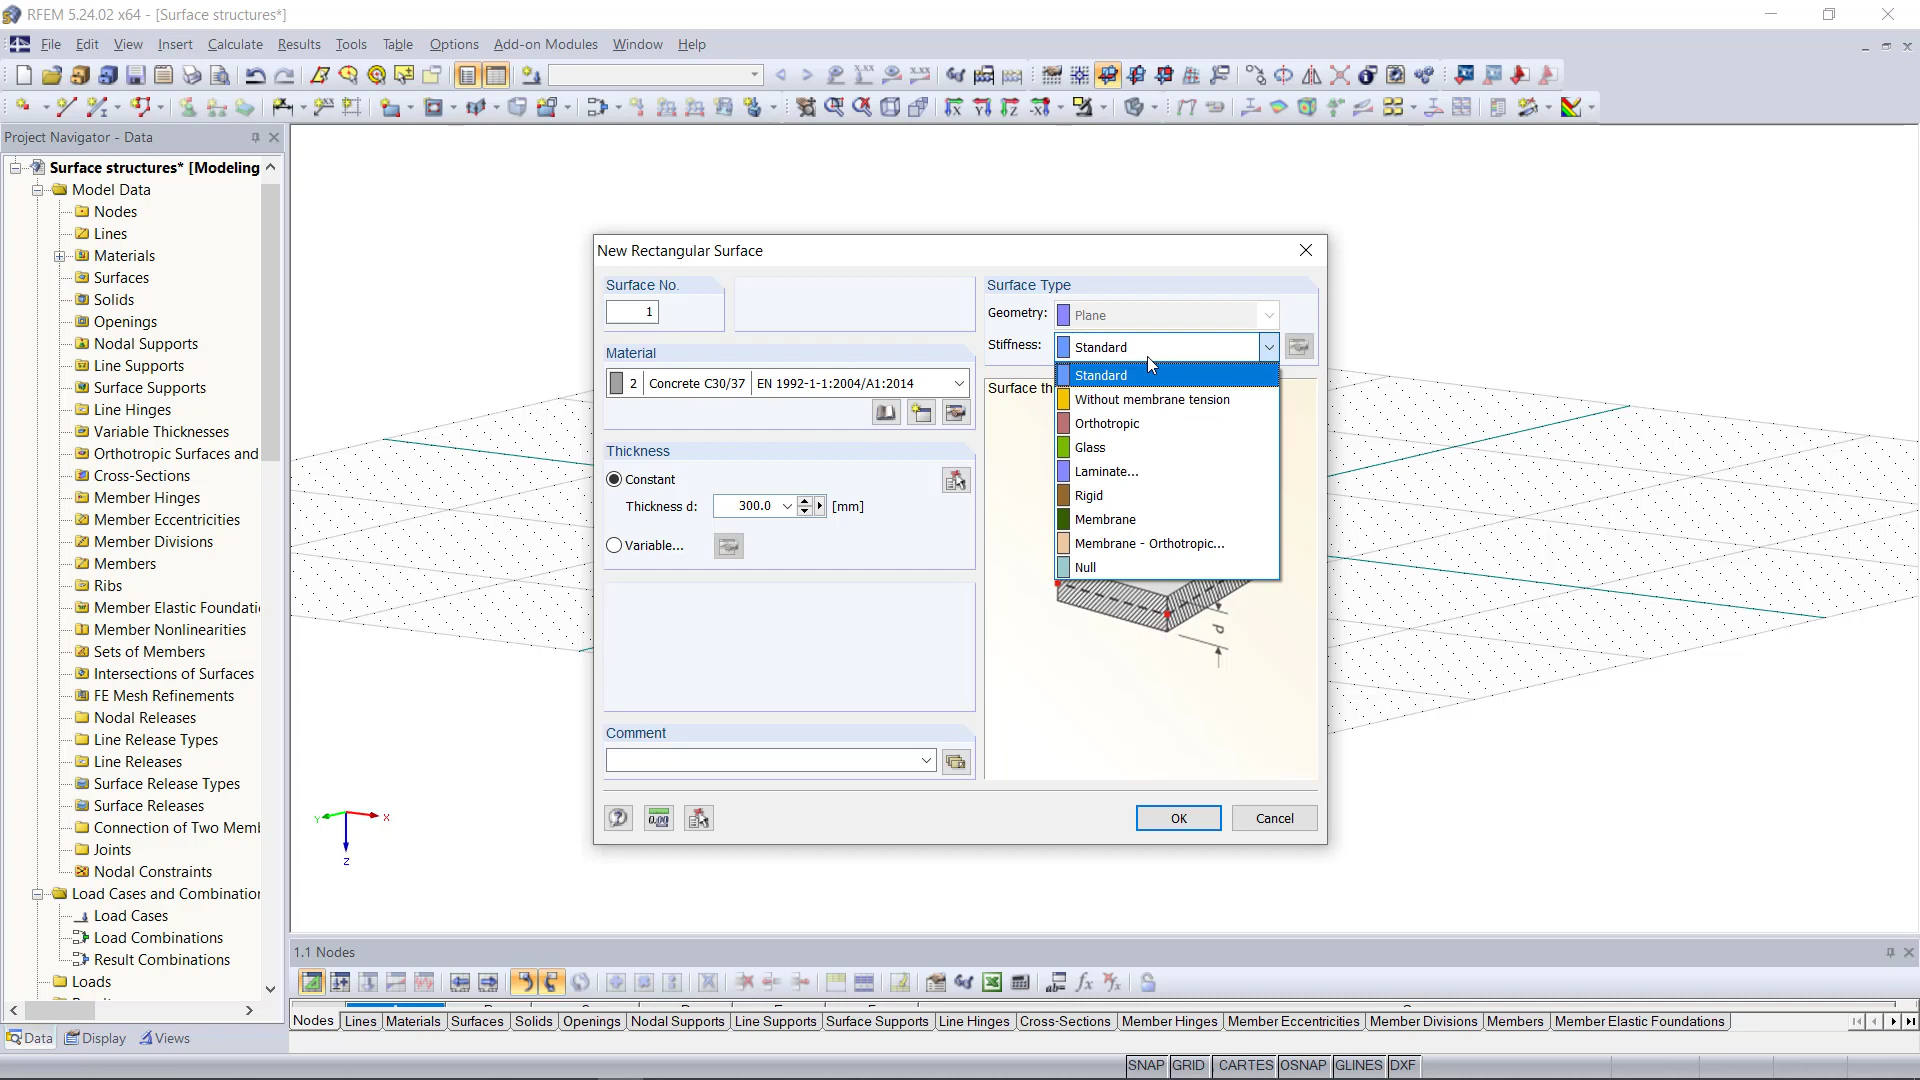 RFEM 5.24.02 x64 - [Surface structures*]
File Edit View Insert Calculate Results Tools Table Options Add-on Modules Window Help
Project Navigator - Data
Surface structures* [Modeling
Model Data
Nodes
Lines
Materials
Surfaces
Solids
Openings
Nodal Supports
Line Supports
Surface Supports
Line Hinges
Variable Thicknesses
Orthotropic Surfaces and
Cross-Sections
Member Hinges
Member Eccentricities
Member Divisions
Members
Ribs
Member Elastic Foundati
Member Nonlinearities
Sets of Members
Intersections of Surfaces
FE Mesh Refinements
Nodal Releases
Line Release Types
Line Releases
Surface Release Types
Surface Releases
Connection of Two Memb
Joints
Nodal Constraints
Load Cases and Combination
Load Cases
Load Combinations
Result Combinations
Loads
Data Display Views
New Rectangular Surface
Surface No.
1
Material
2 Concrete C30/37 EN 1992-1-1:2004/A1:2014
Thickness
Constant
Thickness d: 300.0 [mm]
Variable...
Comment
Surface Type
Geometry: Plane
Stiffness: Standard
Surface th
Standard
Without membrane tension
Orthotropic
Glass
Laminate...
Rigid
Membrane
Membrane - Orthotropic...
Null
d
0.00
OK Cancel
Y X
Z
1.1 Nodes
Nodes Lines Materials Surfaces Solids Openings Nodal Supports Line Supports Surface Supports Line Hinges Cross-Sections Member Hinges Member Eccentricities Member Divisions Members Member Elastic Foundations
SNAP GRID CARTES OSNAP GLINES DXF